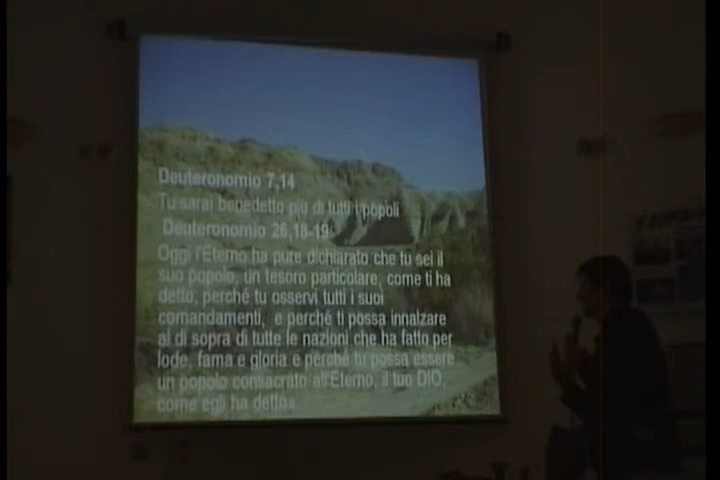 Deuteronomio 7,14
Tu sarai benedetto più di tutti i popoli
Deuteronomio 26,18-19
Oggi l'Eterno ha pure dichiarato che tu sei il
suo popolo, un tesoro particolare, come ti ha
detto, perché tu osservi tutti i suoi
comandamenti, e perché ti possa innalzare
al di sopra di tutte le nazioni che ha fatto per
lode, fama e gloria e perché tu possa essere
un popolo consacrato all'Eterno, il tuo DIO,
come egli ha detto».